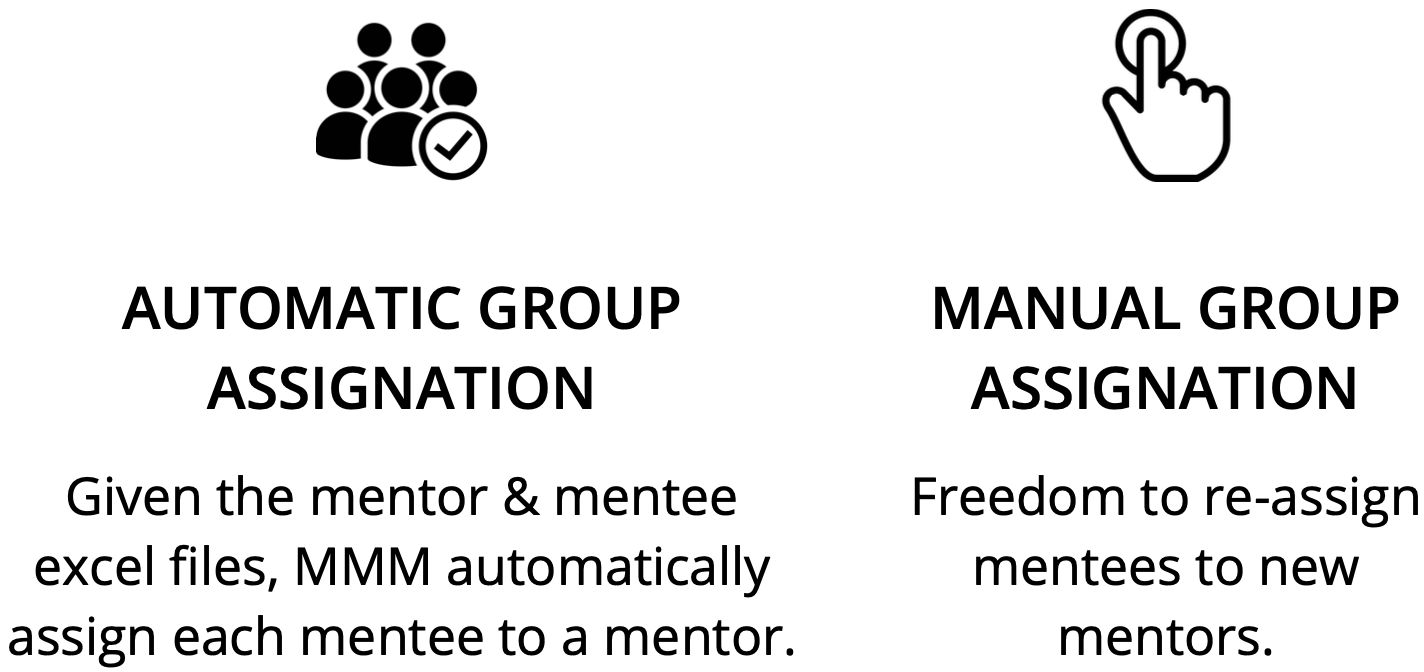 AUTOMATIC GROUP
ASSIGNATION
Given the mentor & mentee
excel files, MMM automatically
assign each mentee to a mentor.
MANUAL GROUP
ASSIGNATION
Freedom to re-assign
mentees to new
mentors.